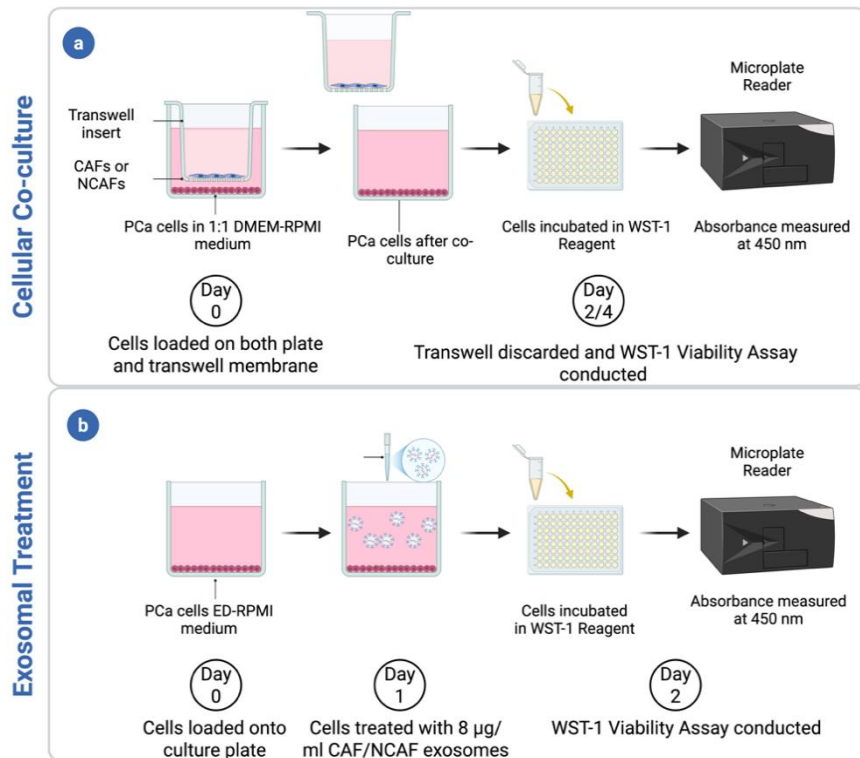 Cellular Co-culture
a
Transwell
insert
CAFs or
NCAFs
PCa cells in 1:1 DMEM-RPMI
medium
PCa cells after co-
culture
Cells incubated in WST-1
Reagent
Microplate
Reader
Absorbance measured
at 450 nm
Day
0
Cells loaded on both plate
and transwell membrane
Day
2/4
Transwell discarded and WST-1 Viability Assay
conducted
Exosomal Treatment
b
PCa cells ED-RPMI
medium
Cells incubated
in WST-1 Reagent
Microplate
Reader
Absorbance measured
at 450 nm
Day
0
Cells loaded onto
culture plate
Day
1
Cells treated with 8 μg/
ml CAF/NCAF exosomes
Day
2
WST-1 Viability Assay conducted